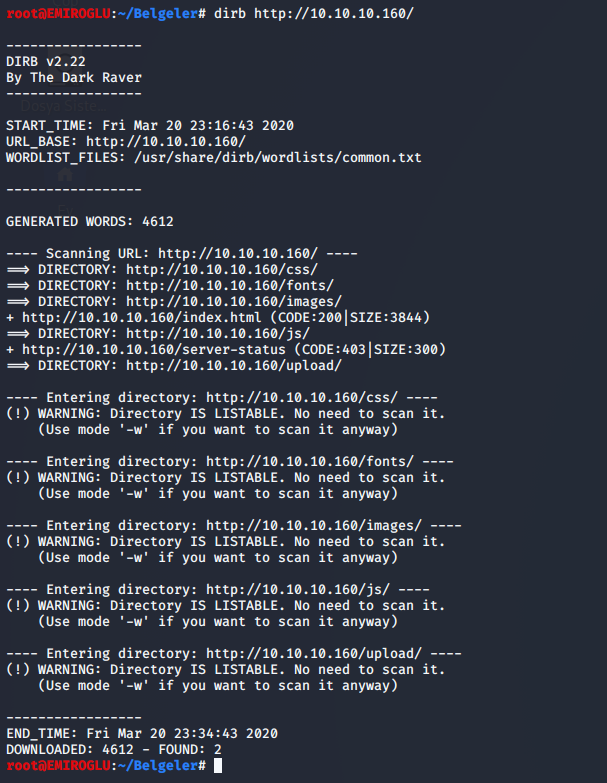 root@EMIROGLU:~/Belgeler# dirb http://10.10.10.160/
-----------------
DIRB v2.22
By The Dark Raver
-----------------
Dosya Siste...
START_TIME: Fri Mar 20 23:16:43 2020
URL_BASE: http://10.10.10.160/
WORDLIST_FILES: /usr/share/dirb/wordlists/common.txt
-----------------
GENERATED WORDS: 4612
---- Scanning URL: http://10.10.10.160/ ----
==> DIRECTORY: http://10.10.10.160/css/
==> DIRECTORY: http://10.10.10.160/fonts/
==> DIRECTORY: http://10.10.10.160/images/
+ http://10.10.10.160/index.html (CODE:200|SIZE:3844)
==> DIRECTORY: http://10.10.10.160/js/
+ http://10.10.10.160/server-status (CODE:403|SIZE:300)
==> DIRECTORY: http://10.10.10.160/upload/
---- Entering directory: http://10.10.10.160/css/ ----
(!) WARNING: Directory IS LISTABLE. No need to scan it.
(Use mode '-w' if you want to scan it anyway)
---- Entering directory: http://10.10.10.160/fonts/ ----
(!) WARNING: Directory IS LISTABLE. No need to scan it.
(Use mode '-w' if you want to scan it anyway)
---- Entering directory: http://10.10.10.160/images/ ----
(!) WARNING: Directory IS LISTABLE. No need to scan it.
(Use mode '-w' if you want to scan it anyway)
---- Entering directory: http://10.10.10.160/js/ ----
(!) WARNING: Directory IS LISTABLE. No need to scan it.
(Use mode '-w' if you want to scan it anyway)
---- Entering directory: http://10.10.10.160/upload/ ----
(!) WARNING: Directory IS LISTABLE. No need to scan it.
(Use mode '-w' if you want to scan it anyway)
-----------------
END_TIME: Fri Mar 20 23:34:43 2020
DOWNLOADED: 4612 - FOUND: 2
root@EMIROGLU:~/Belgeler#